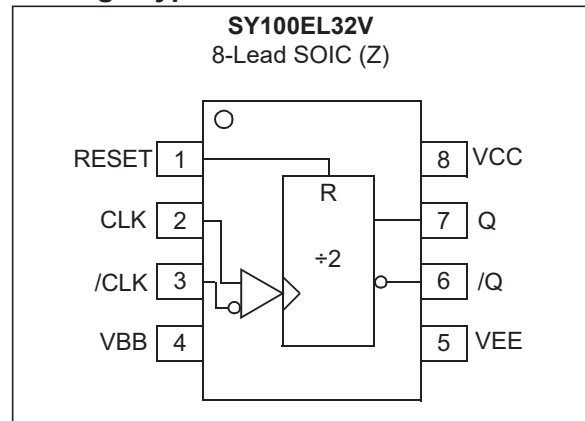 SY100EL32V
8-Lead SOIC (Z)
RESET 1
8 VCC
R
CLK 2
7 Q
÷2
/CLK 3
6 /Q
VBB 4
5 VEE